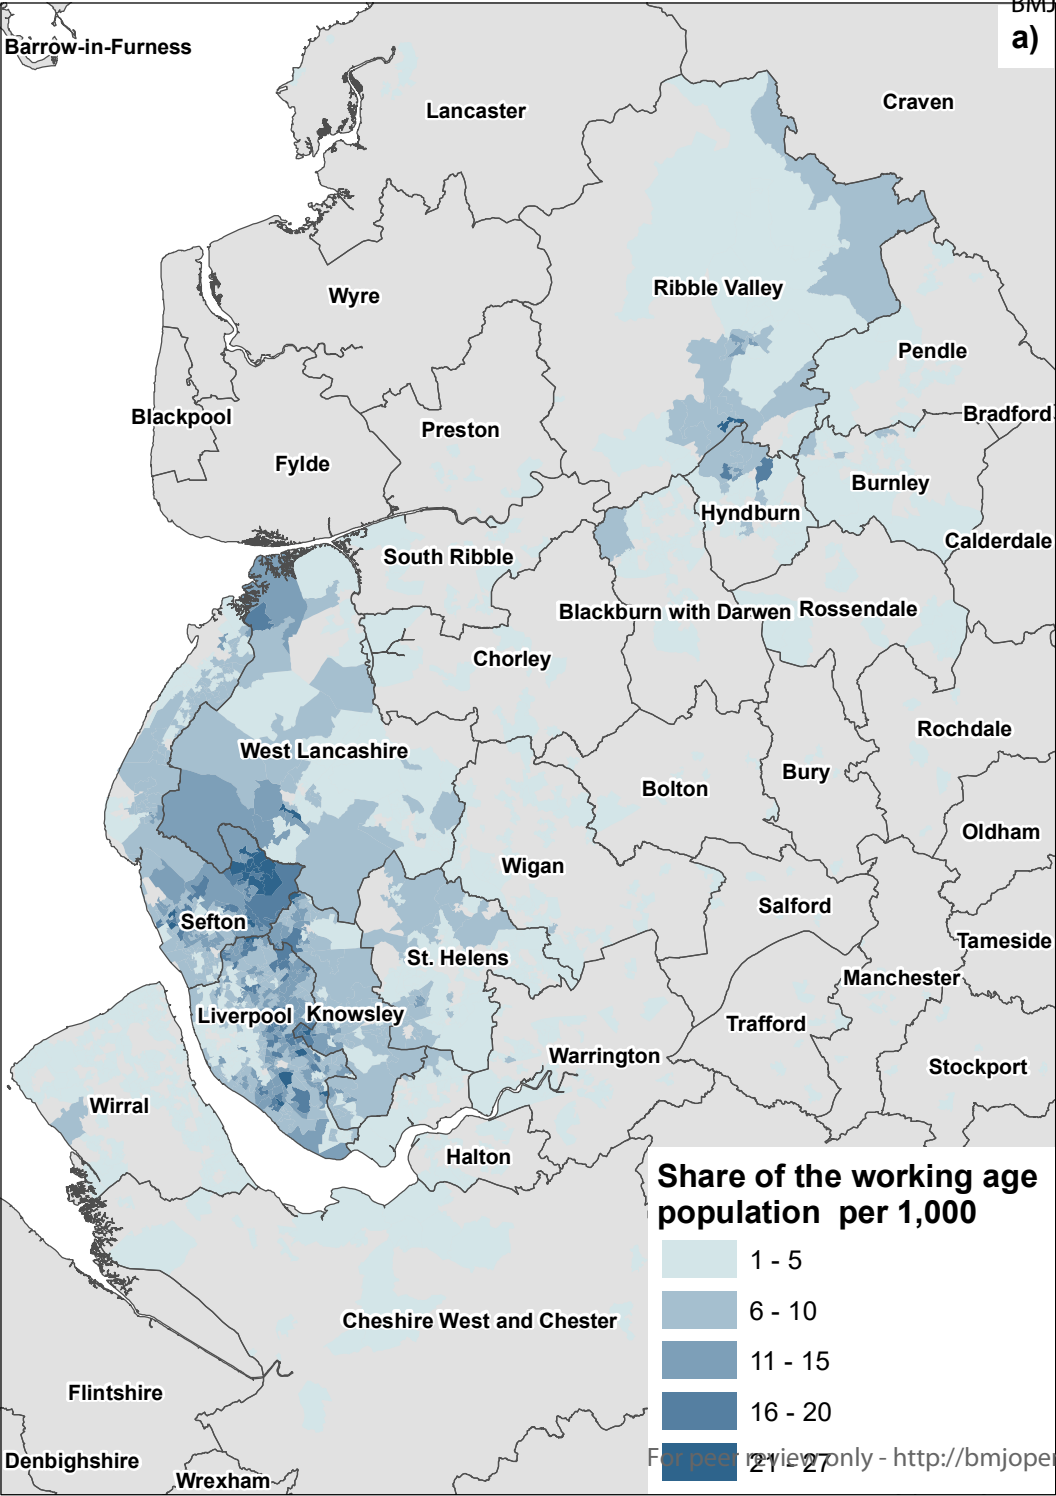 BMJ
a)
Barrow-in-Furness
Lancaster
Craven
Ribble Valley
Wyre
Pendle
Blackpool
Bradford
Preston
Fylde
Burnley
Hyndburn
Calderdale
South Ribble
Blackburn with Darwen
Rossendale
Chorley
Rochdale
West Lancashire
Bury
Bolton
Oldham
Wigan
Salford
Sefton
Tameside
St. Helens
Manchester
Liverpool
Knowsley
Trafford
Warrington
Stockport
Wirral
Halton
Share of the working age
population per 1,000
1 - 5
6 - 10
11 - 15
16 - 20
21 - 27
Cheshire West and Chester
Flintshire
Denbighshire
Wrexham
For peer review only - http://bmjoper